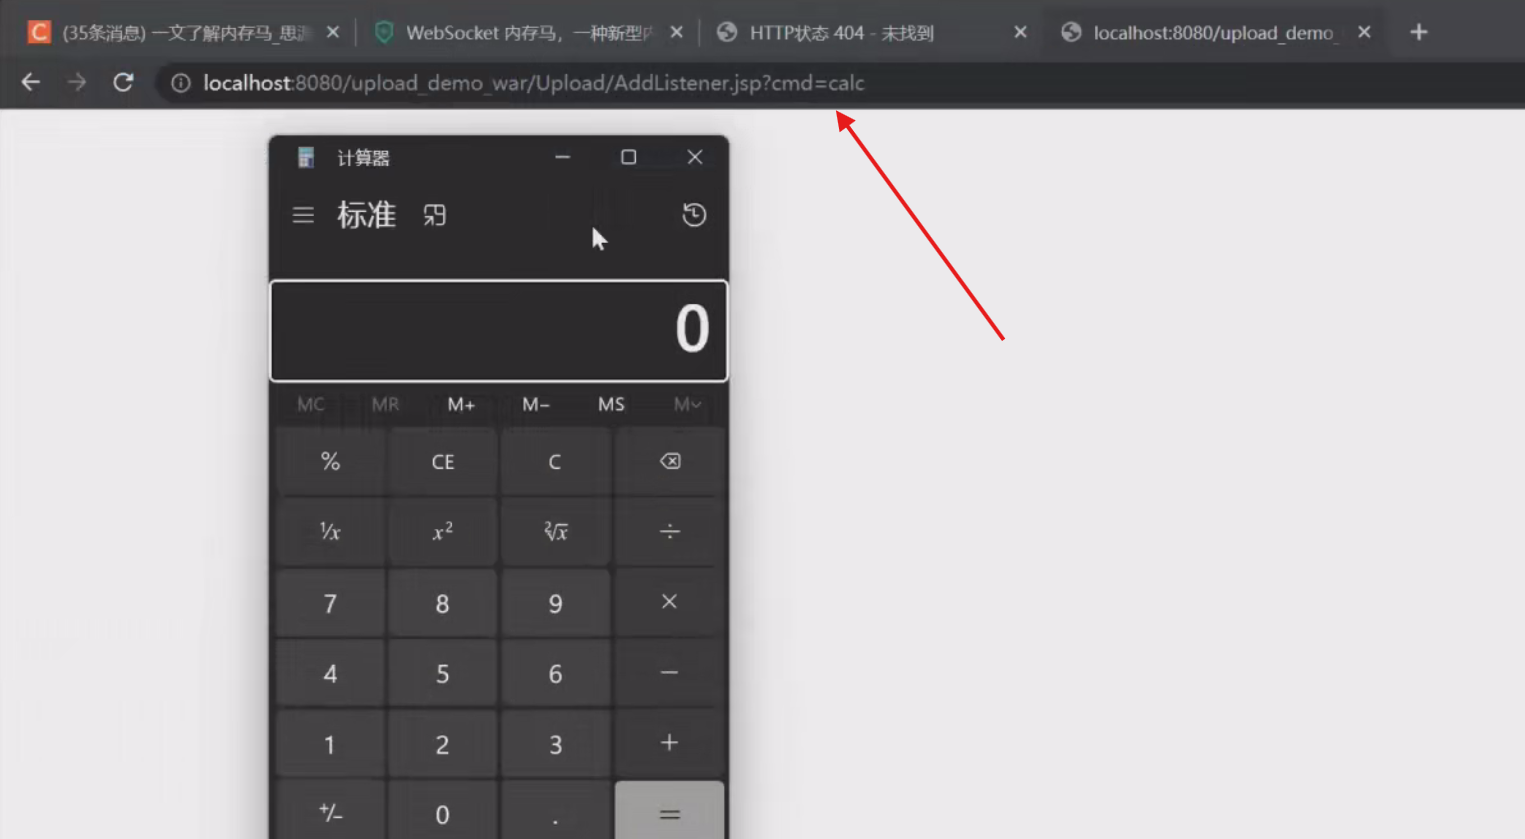 (35条消息) 一文了解内存马_思
WebSocket 内存马，一种新型
HTTP状态 404 - 未找到
localhost:8080/upload_demo_
localhost:8080/upload_demo_war/Upload/AddListener.jsp?cmd=calc
计算器
标准
0
MC MR M+ M− MS M
% CE C
⅟x x² ²√x ÷
7 8 9 ×
4 5 6 −
1 2 3 +
+/− 0 . =